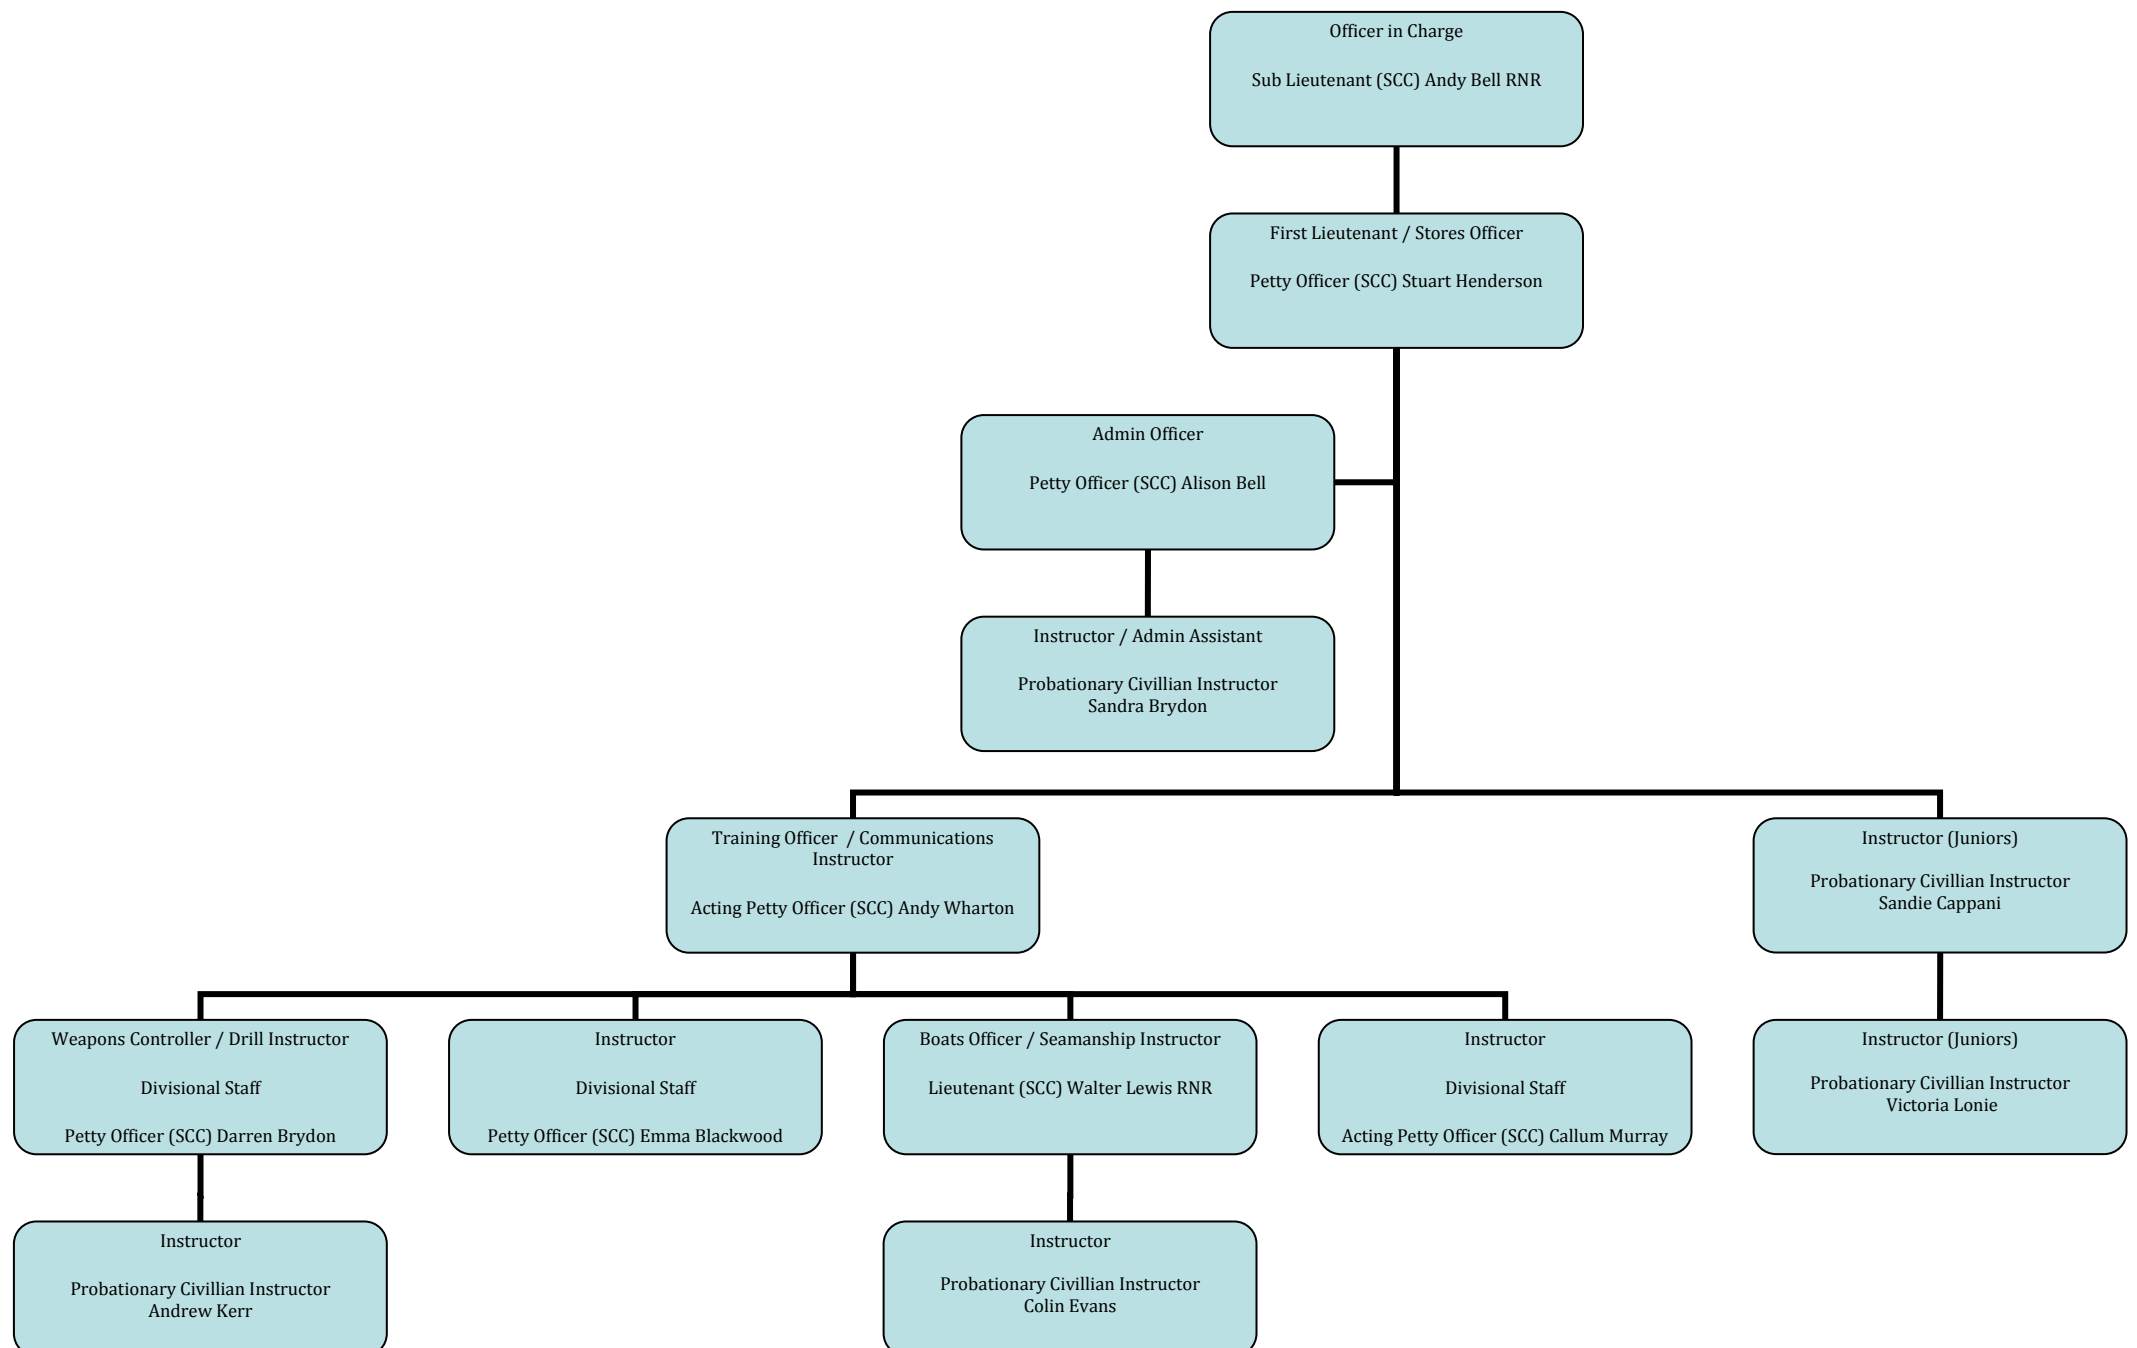 Officer in Charge
Sub Lieutenant (SCC) Andy Bell RNR
First Lieutenant / Stores Officer
Petty Officer (SCC) Stuart Henderson
Admin Officer
Petty Officer (SCC) Alison Bell
Instructor / Admin Assistant
Probationary Civillian Instructor
Sandra Brydon
Training Officer / Communications
Instructor
Acting Petty Officer (SCC) Andy Wharton
Instructor (Juniors)
Probationary Civillian Instructor
Sandie Cappani
Weapons Controller / Drill Instructor
Divisional Staff
Petty Officer (SCC) Darren Brydon
Instructor
Divisional Staff
Petty Officer (SCC) Emma Blackwood
Boats Officer / Seamanship Instructor
Lieutenant (SCC) Walter Lewis RNR
Instructor
Divisional Staff
Acting Petty Officer (SCC) Callum Murray
Instructor (Juniors)
Probationary Civillian Instructor
Victoria Lonie
Instructor
Probationary Civillian Instructor
Andrew Kerr
Instructor
Probationary Civillian Instructor
Colin Evans